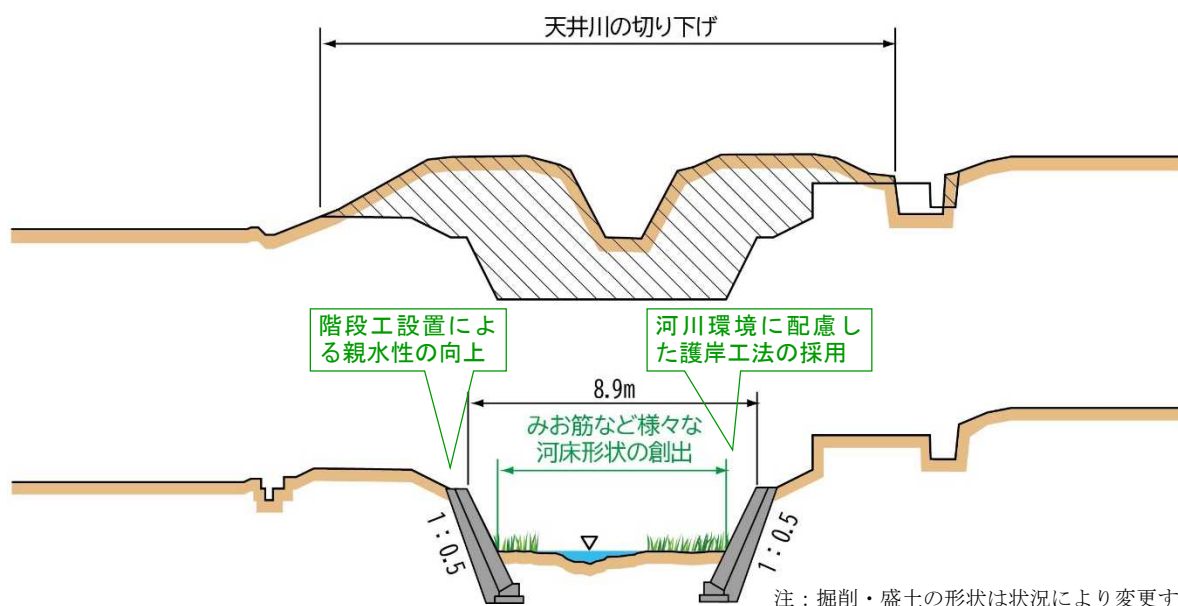 天井川の切り下げ
階段工設置によ
る親水性の向上
河川環境に配慮し
た護岸工法の採用
8.9m
みお筋など様々な
河床形状の創出
1：0.5
1：0.5
注：掘削・盛土の形状は状況により変更す